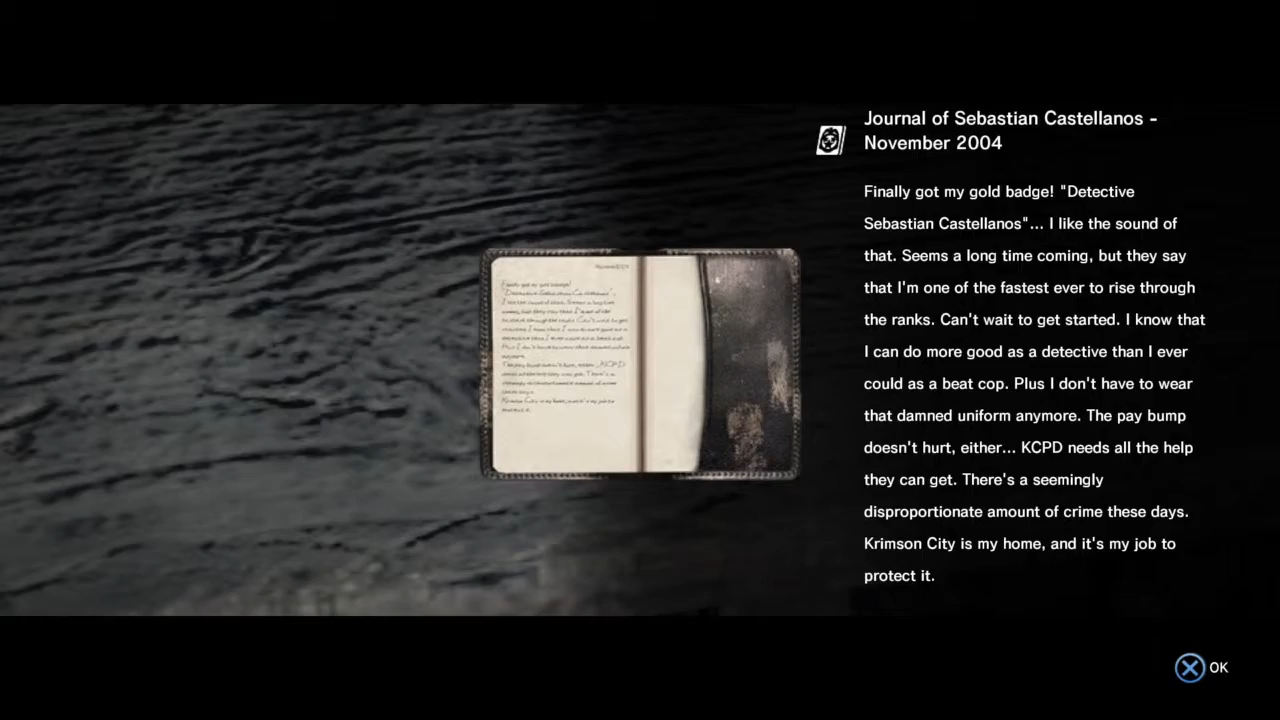 Journal of Sebastian Castellanos -
November 2004
Finally got my gold badge! "Detective
Sebastian Castellanos"... I like the sound of
that. Seems a long time coming, but they say
that I'm one of the fastest ever to rise through
the ranks. Can't wait to get started. I know that
I can do more good as a detective than I ever
could as a beat cop. Plus I don't have to wear
that damned uniform anymore. The pay bump
doesn't hurt, either... KCPD needs all the help
they can get. There's a seemingly
disproportionate amount of crime these days.
Krimson City is my home, and it's my job to
protect it.
OK